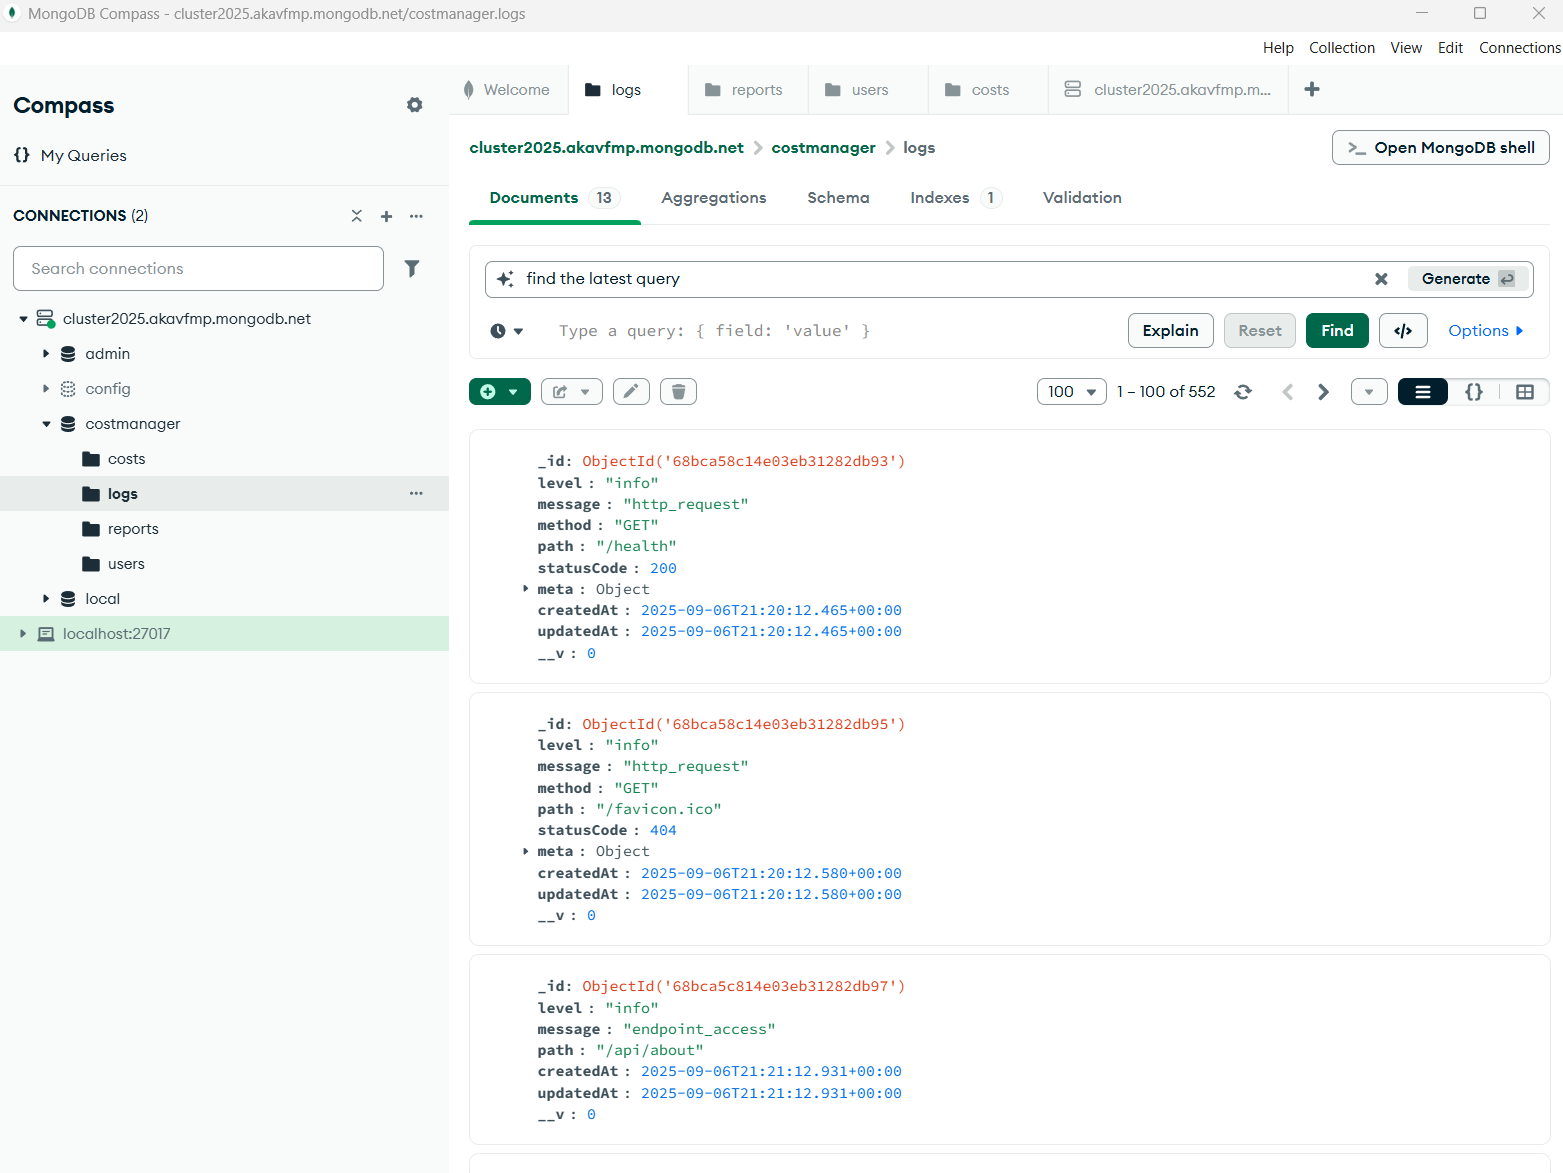 MongoDB Compass - cluster2025.akavfmp.mongodb.net/costmanager.logs
Help Collection View Edit Connections
Compass
{} My Queries
CONNECTIONS (2)
Search connections
cluster2025.akavfmp.mongodb.net
admin
config
costmanager
costs
logs
reports
users
local
localhost:27017
Welcome logs reports users costs cluster2025.akavfmp.m...
cluster2025.akavfmp.mongodb.net > costmanager > logs
>_ Open MongoDB shell
Documents 13 Aggregations Schema Indexes 1 Validation
find the latest query
Generate
Type a query: { field: 'value' }
Explain Reset Find </> Options
100 1 – 100 of 552 {}
_id: ObjectId('68bca58c14e03eb31282db93')
level : "info"
message : "http_request"
method : "GET"
path : "/health"
statusCode : 200
meta : Object
createdAt : 2025-09-06T21:20:12.465+00:00
updatedAt : 2025-09-06T21:20:12.465+00:00
__v : 0
_id: ObjectId('68bca58c14e03eb31282db95')
level : "info"
message : "http_request"
method : "GET"
path : "/favicon.ico"
statusCode : 404
meta : Object
createdAt : 2025-09-06T21:20:12.580+00:00
updatedAt : 2025-09-06T21:20:12.580+00:00
__v : 0
_id: ObjectId('68bca5c814e03eb31282db97')
level : "info"
message : "endpoint_access"
path : "/api/about"
createdAt : 2025-09-06T21:21:12.931+00:00
updatedAt : 2025-09-06T21:21:12.931+00:00
__v : 0